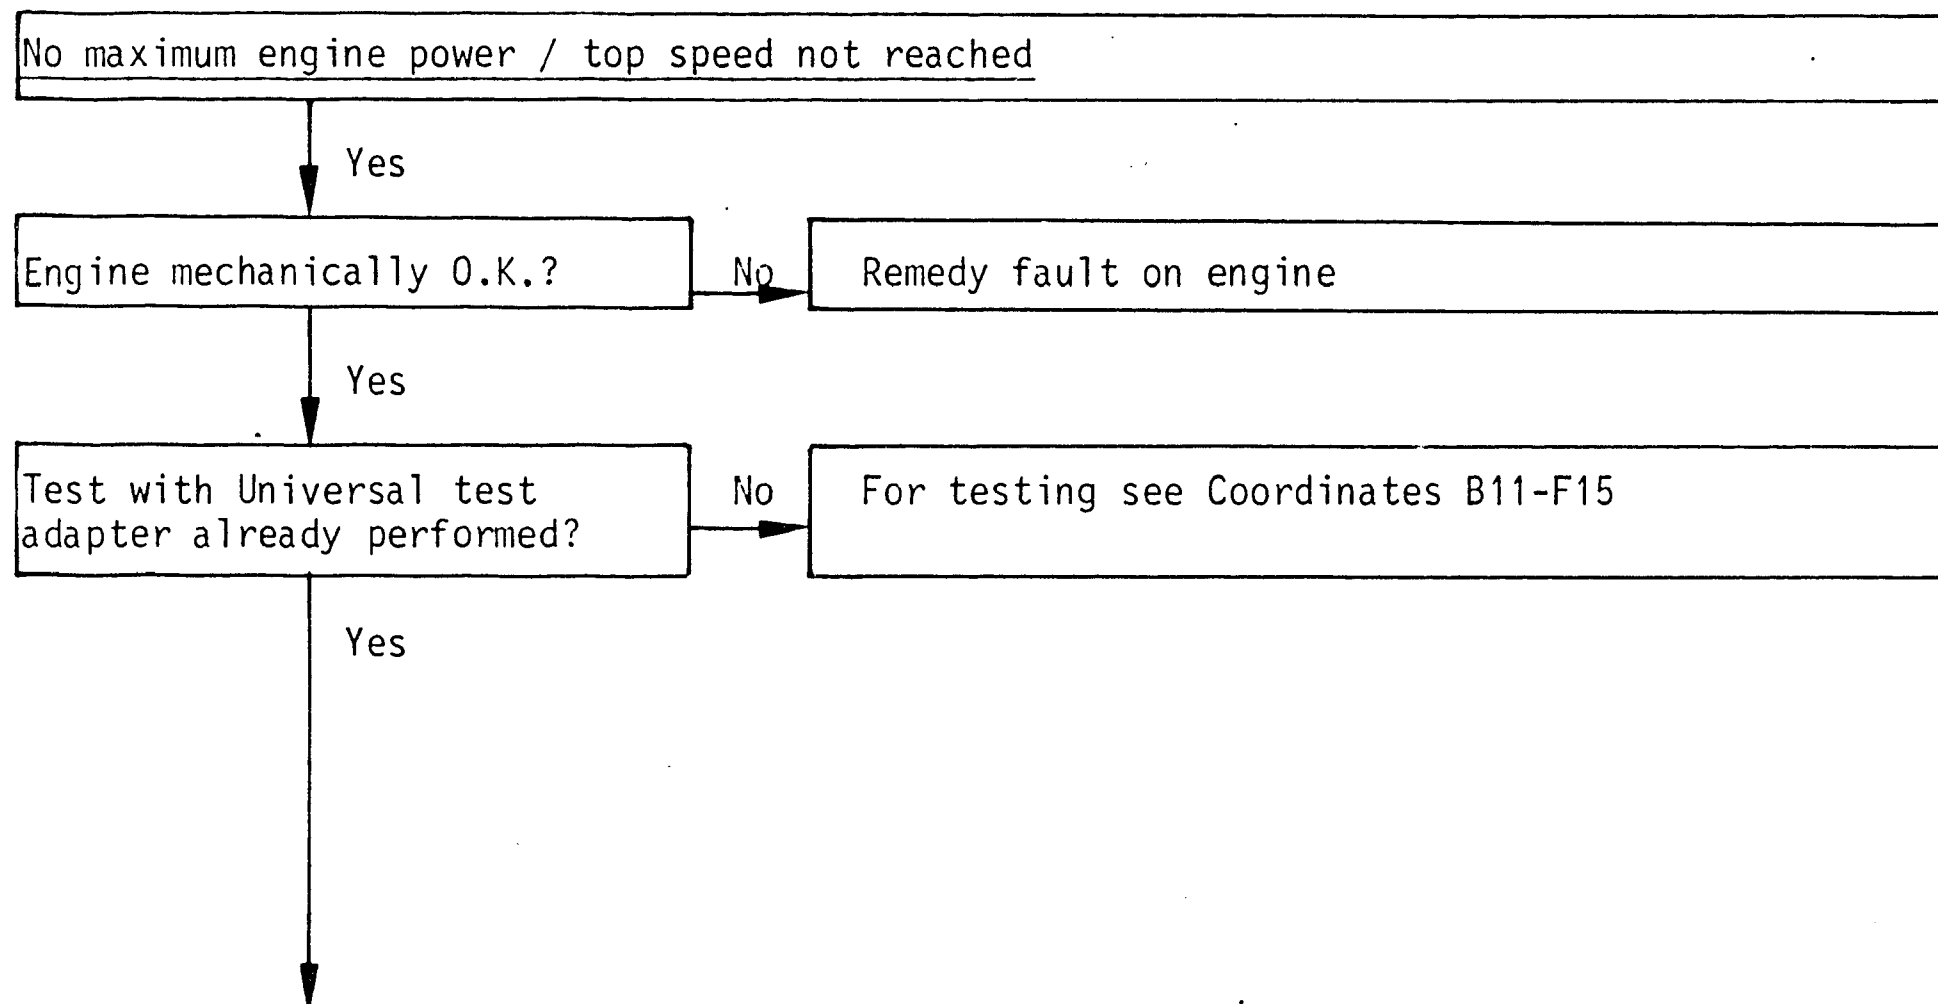 No maximum engine power / top speed not reached
Yes
Engine mechanically O.K.?
No
Remedy fault on engine
Yes
Test with Universal test
adapter already performed?
No
For testing see Coordinates B11-F15
Yes